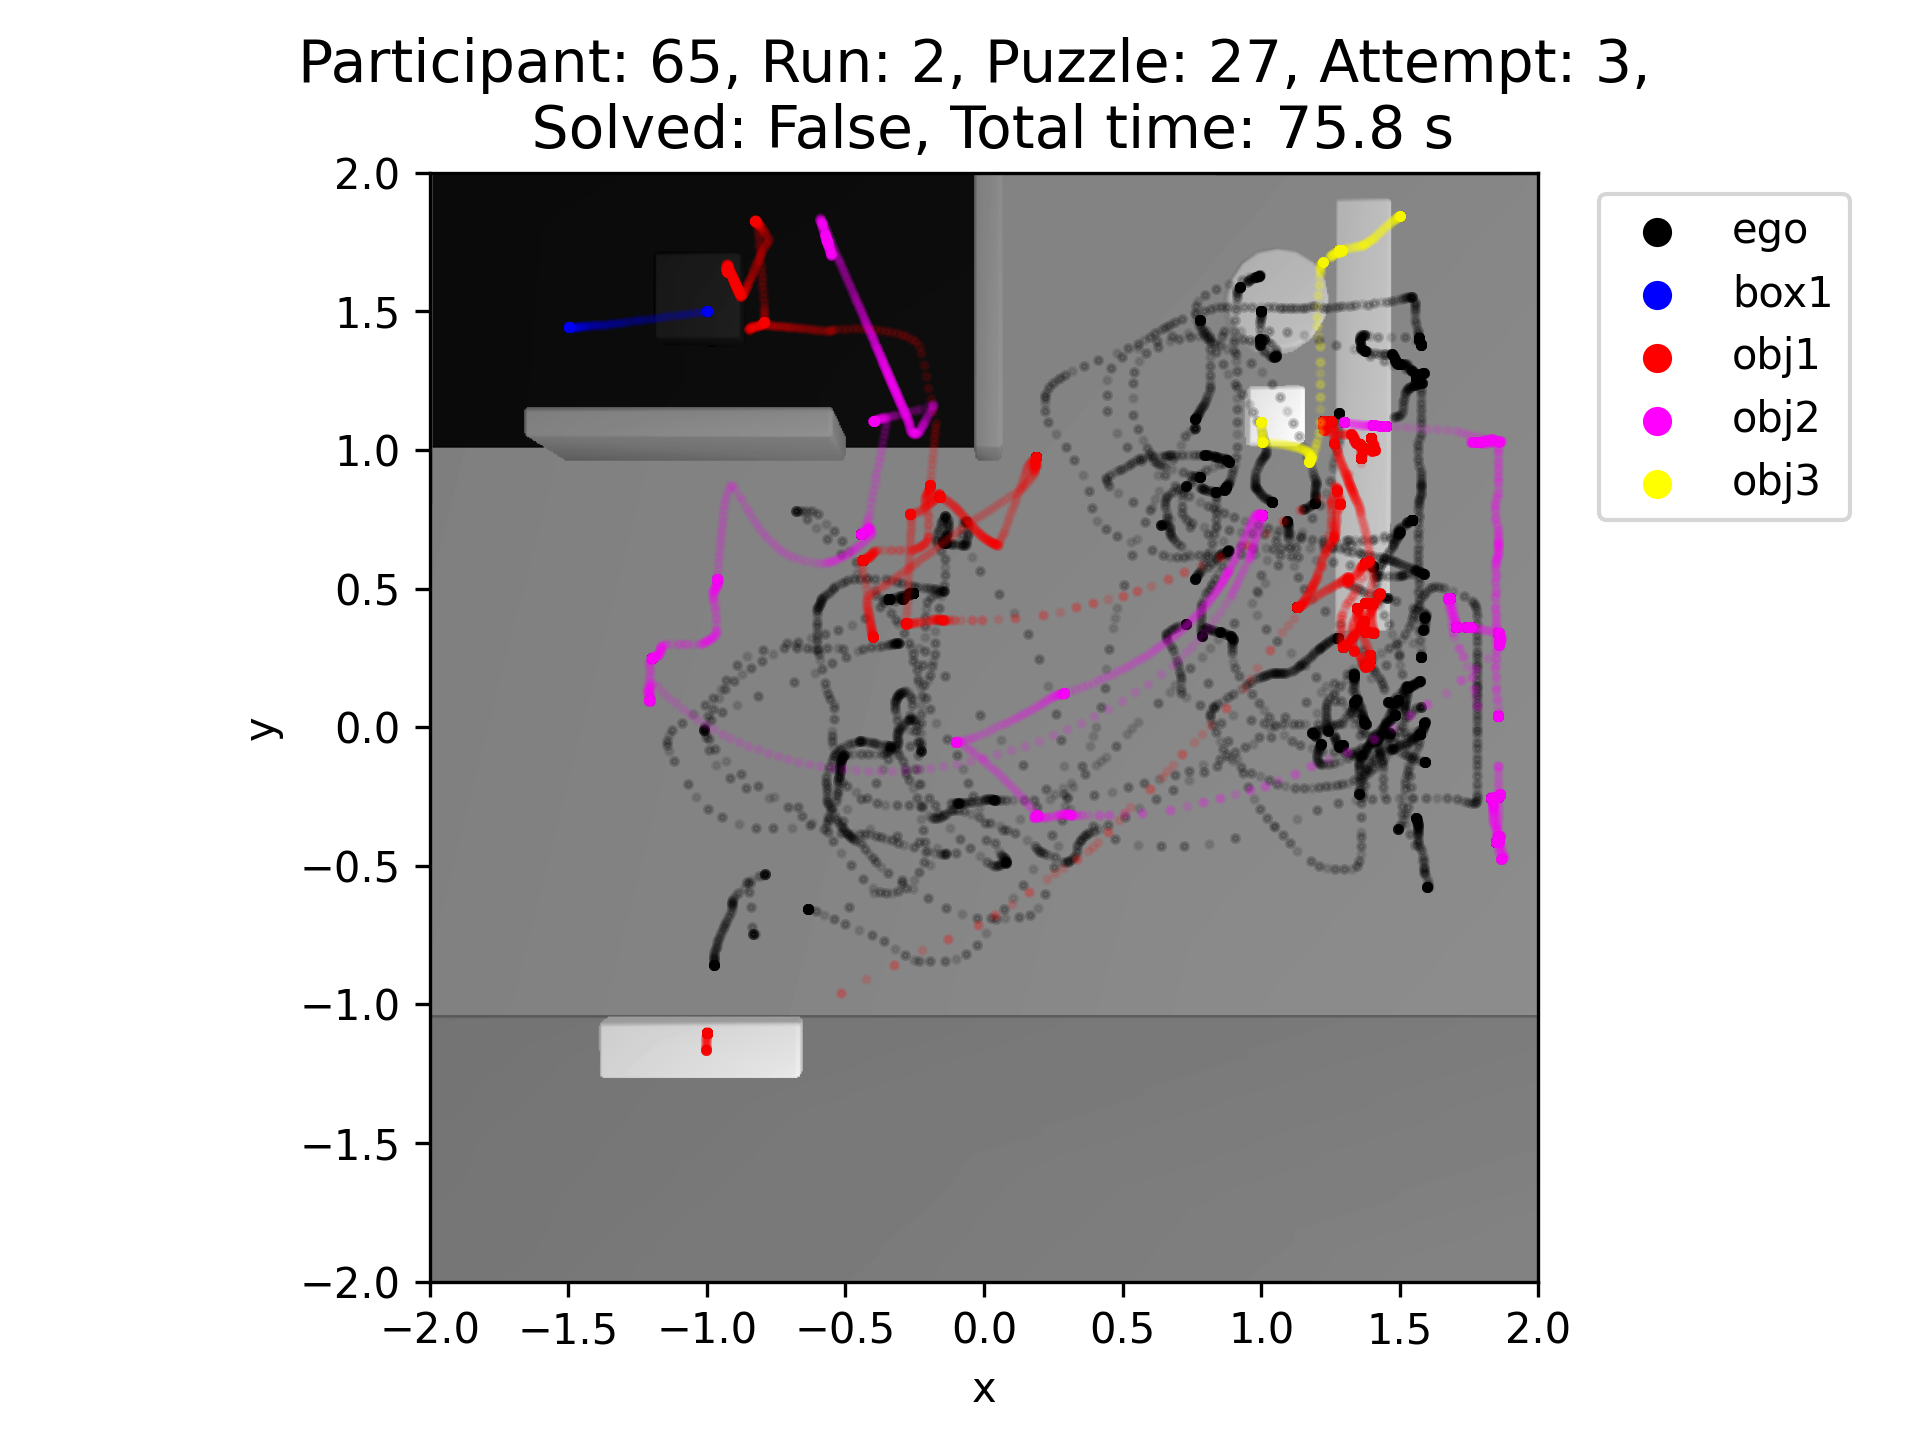 Participant: 65, Run: 2, Puzzle: 27, Attempt: 3,
Solved: False, Total time: 75.8 s
ego
box1
obj1
obj2
obj3
2.0
1.5
1.0
0.5
0.0
−0.5
−1.0
−1.5
−2.0
y
−2.0 −1.5 −1.0 −0.5 0.0 0.5 1.0 1.5 2.0
x